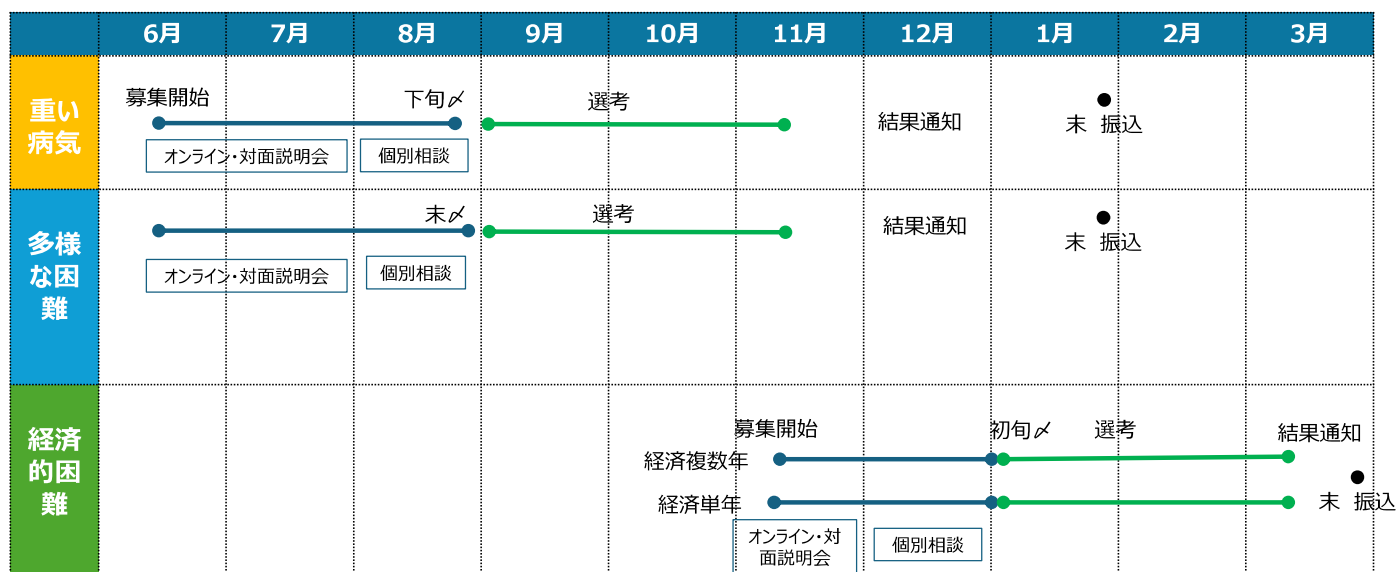 6月 7月 8月 9月 10月 11月 12月 1月 2月 3月
重い
病気
募集開始 下旬〆 選考 結果通知 末 振込
オンライン・対面説明会 個別相談
多様
な困
難
末〆 選考 結果通知 末 振込
オンライン・対面説明会 個別相談
経済
的困
難
募集開始 初旬〆 選考 結果通知
経済複数年
経済単年 末 振込
オンライン・対
面説明会
個別相談